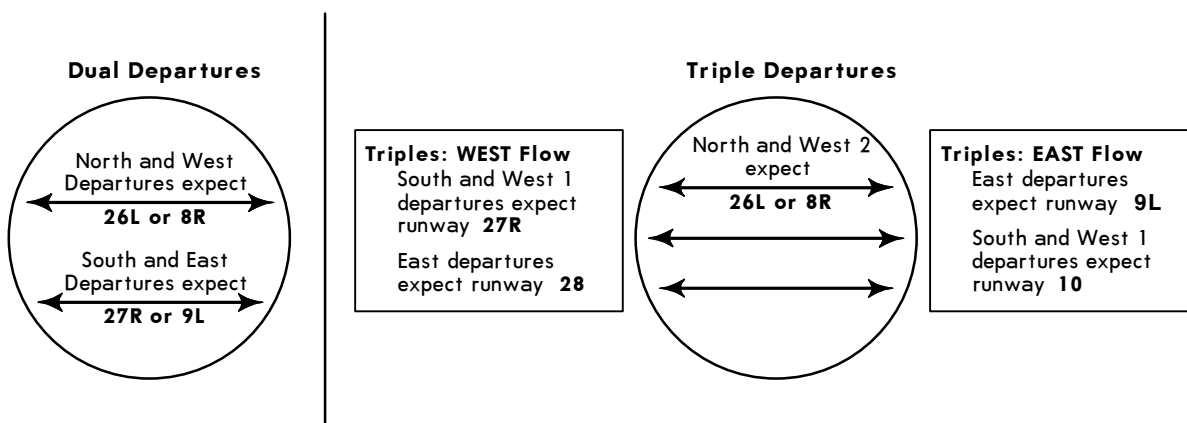 Dual Departures
North and West
Departures expect
26L or 8R
South and East
Departures expect
27R or 9L
Triple Departures
Triples: WEST Flow
South and West 1
departures expect
runway 27R
East departures
expect runway 28
North and West 2
expect
26L or 8R
Triples: EAST Flow
East departures
expect runway 9L
South and West 1
departures expect
runway 10